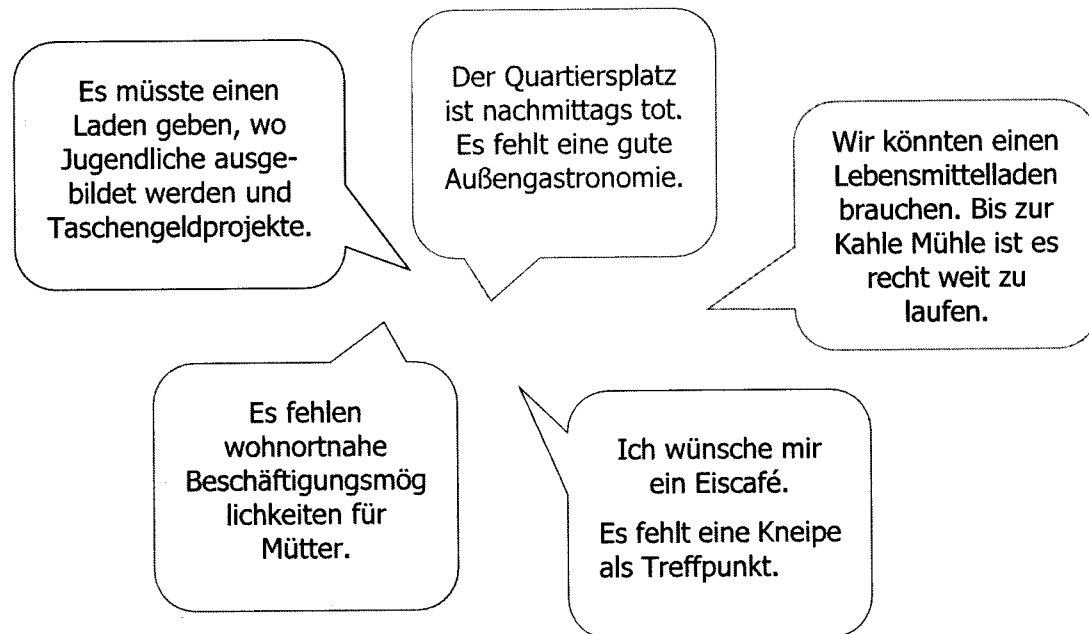 Es müsste einen
Laden geben, wo
Jugendliche ausge-
bildet werden und
Taschengeldprojekte.
Der Quartiersplatz
ist nachmittags tot.
Es fehlt eine gute
Außengastronomie.
Wir könnten einen
Lebensmittelladen
brauchen. Bis zur
Kahle Mühle ist es
recht weit zu
laufen.
Es fehlen
wohnortnahe
Beschäftigungsmög
lichkeiten für
Mütter.
Ich wünsche mir
ein Eiscafé.
Es fehlt eine Kneipe
als Treffpunkt.